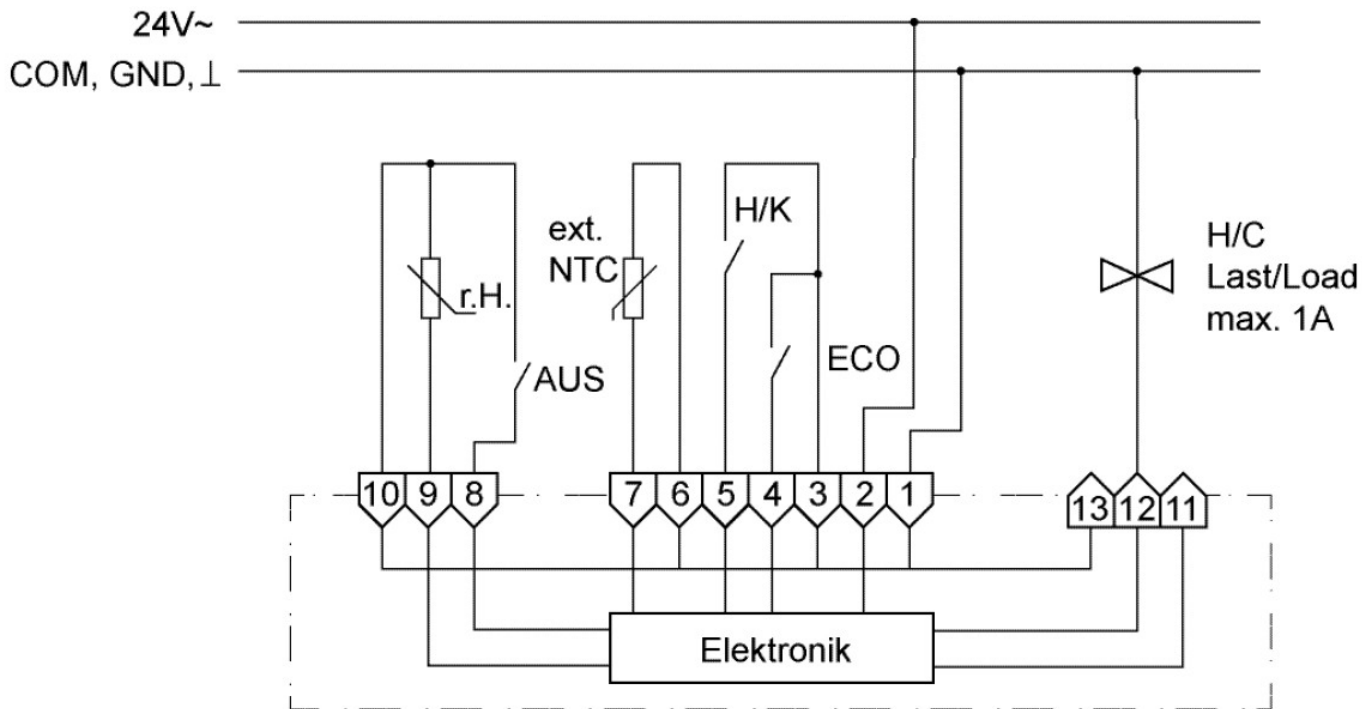 24V~
COM, GND,⊥
H/K
ext.
NTC
H/C
Last/Load
max. 1A
r.H.
ECO
AUS
10 9 8 7 6 5 4 3 2 1 13 12 11
Elektronik